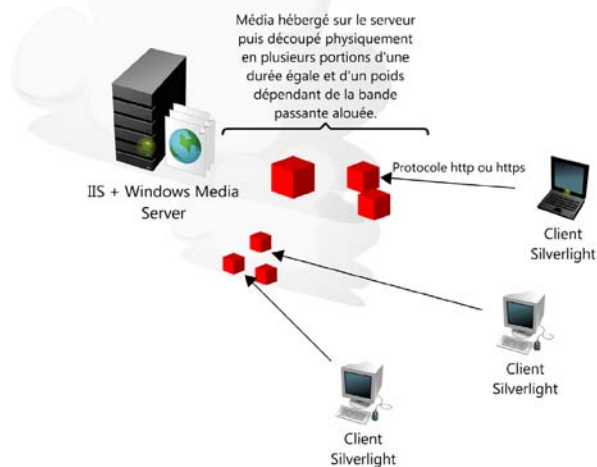 Média hébergé sur le serveur
puis découpé physiquement
en plusieurs portions d'une
durée égale et d'un poids
dépendant de la bande
passante alouée.
Protocole http ou https
IIS + Windows Media
Server
Client
Silverlight
Client
Silverlight
Client
Silverlight